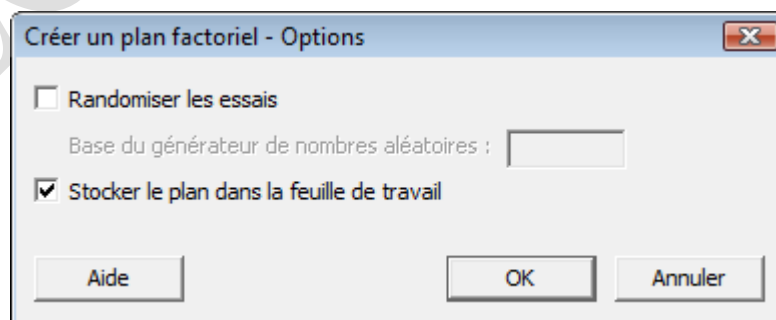 Créer un plan factoriel - Options
Randomiser les essais
Base du générateur de nombres aléatoires :
Stocker le plan dans la feuille de travail
Aide OK Annuler